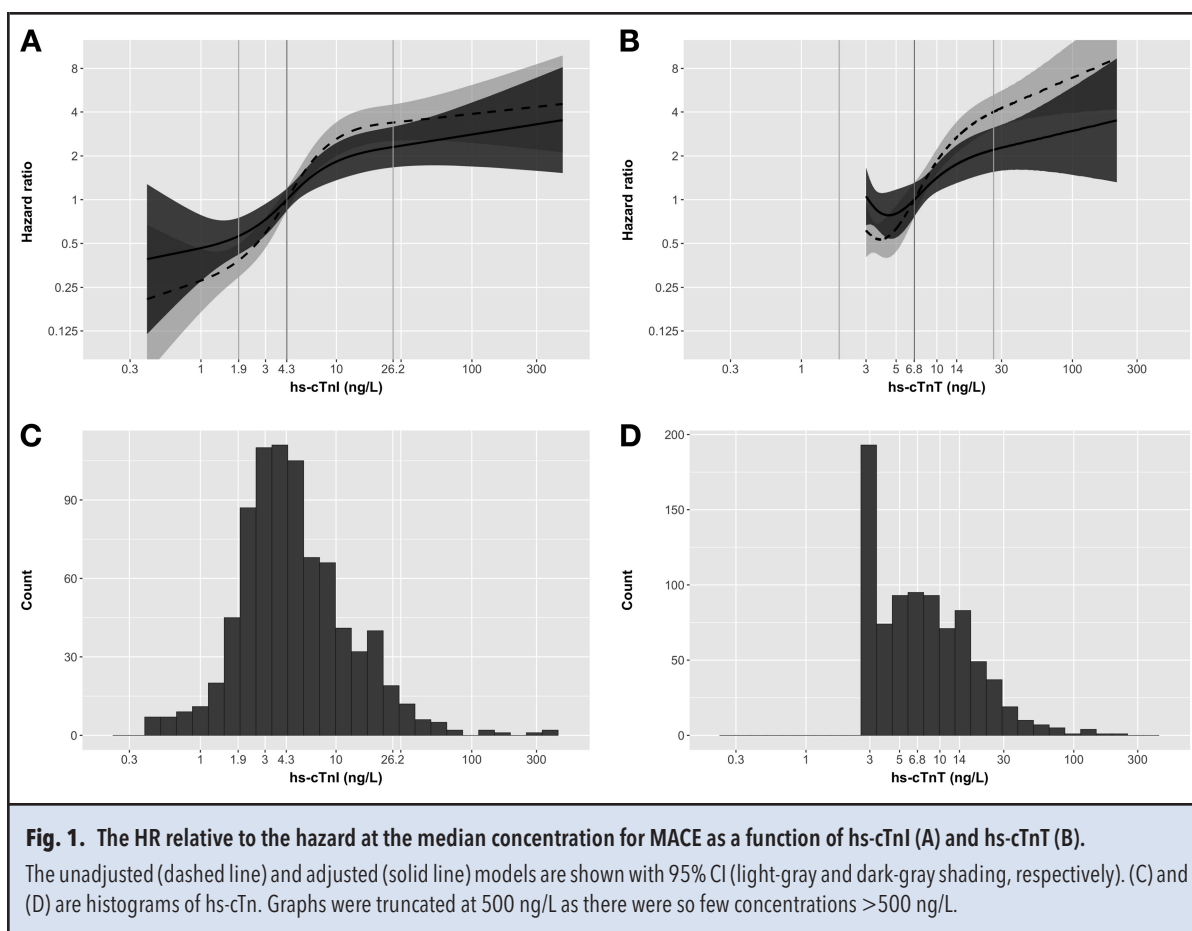 A
B
8
4
2
1
0.5
0.25
0.125
Hazard ratio
0.3 1 1.9 3 4.3 10 26.2 100 300
hs-cTnI (ng/L)
8
4
2
1
0.5
0.25
0.125
Hazard ratio
0.3 1 3 5 6.8 10 14 30 100 300
hs-cTnT (ng/L)
C
D
90
60
30
0
Count
0.3 1 1.9 3 4.3 10 26.2 100 300
hs-cTnI (ng/L)
200
150
100
50
0
Count
0.3 1 3 5 6.8 10 14 30 100 300
hs-cTnT (ng/L)
Fig. 1. The HR relative to the hazard at the median concentration for MACE as a function of hs-cTnI (A) and hs-cTnT (B).
The unadjusted (dashed line) and adjusted (solid line) models are shown with 95% CI (light-gray and dark-gray shading, respectively). (C) and
(D) are histograms of hs-cTn. Graphs were truncated at 500 ng/L as there were so few concentrations >500 ng/L.